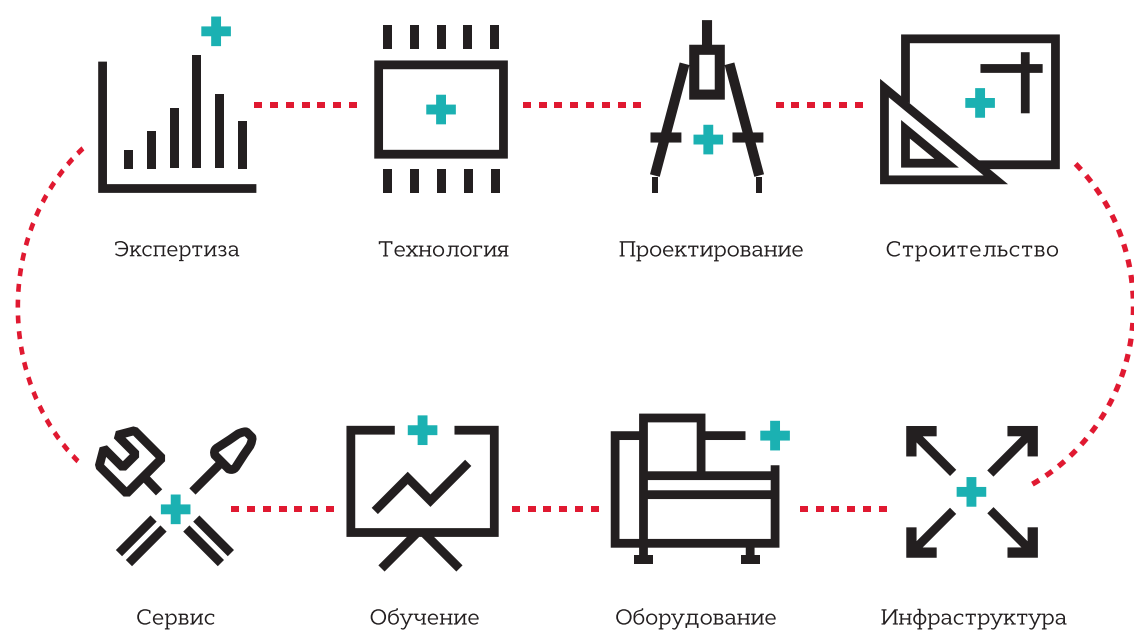 Экспертиза
Технология
Проектирование
Строительство
Сервис
Обучение
Оборудование
Инфраструктура